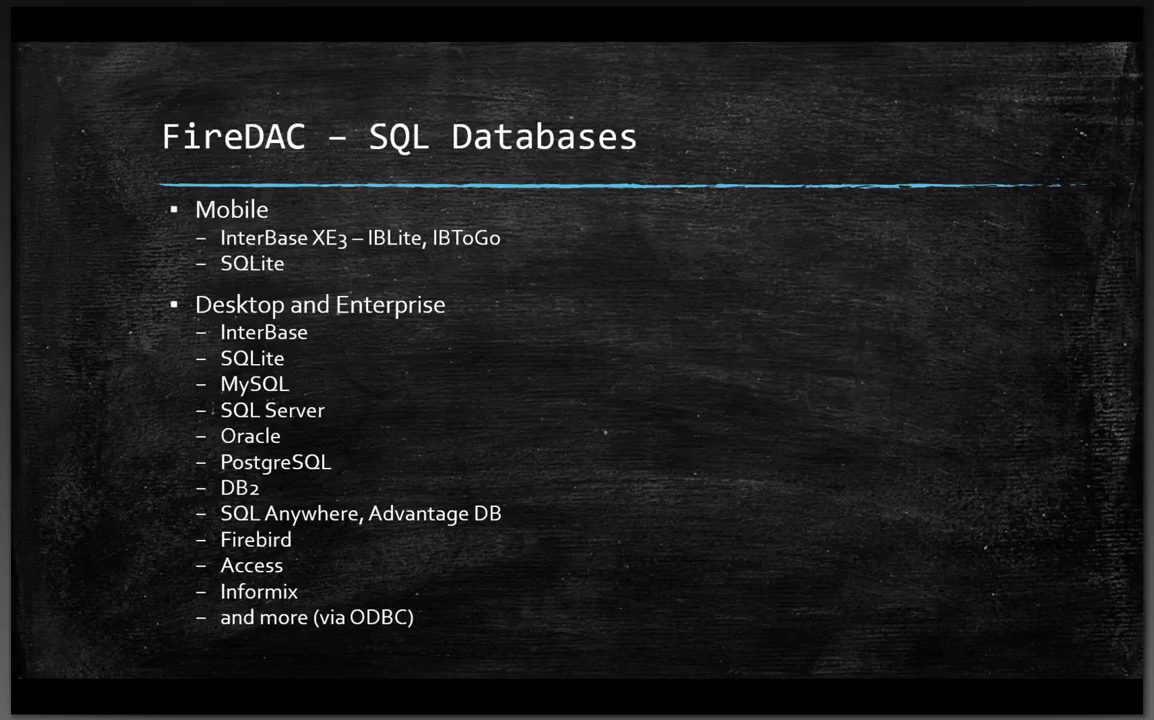 FireDAC – SQL Databases
▪ Mobile
– InterBase XE3 – IBLite, IBToGo
– SQLite
▪ Desktop and Enterprise
– InterBase
– SQLite
– MySQL
– SQL Server
– Oracle
– PostgreSQL
– DB2
– SQL Anywhere, Advantage DB
– Firebird
– Access
– Informix
– and more (via ODBC)